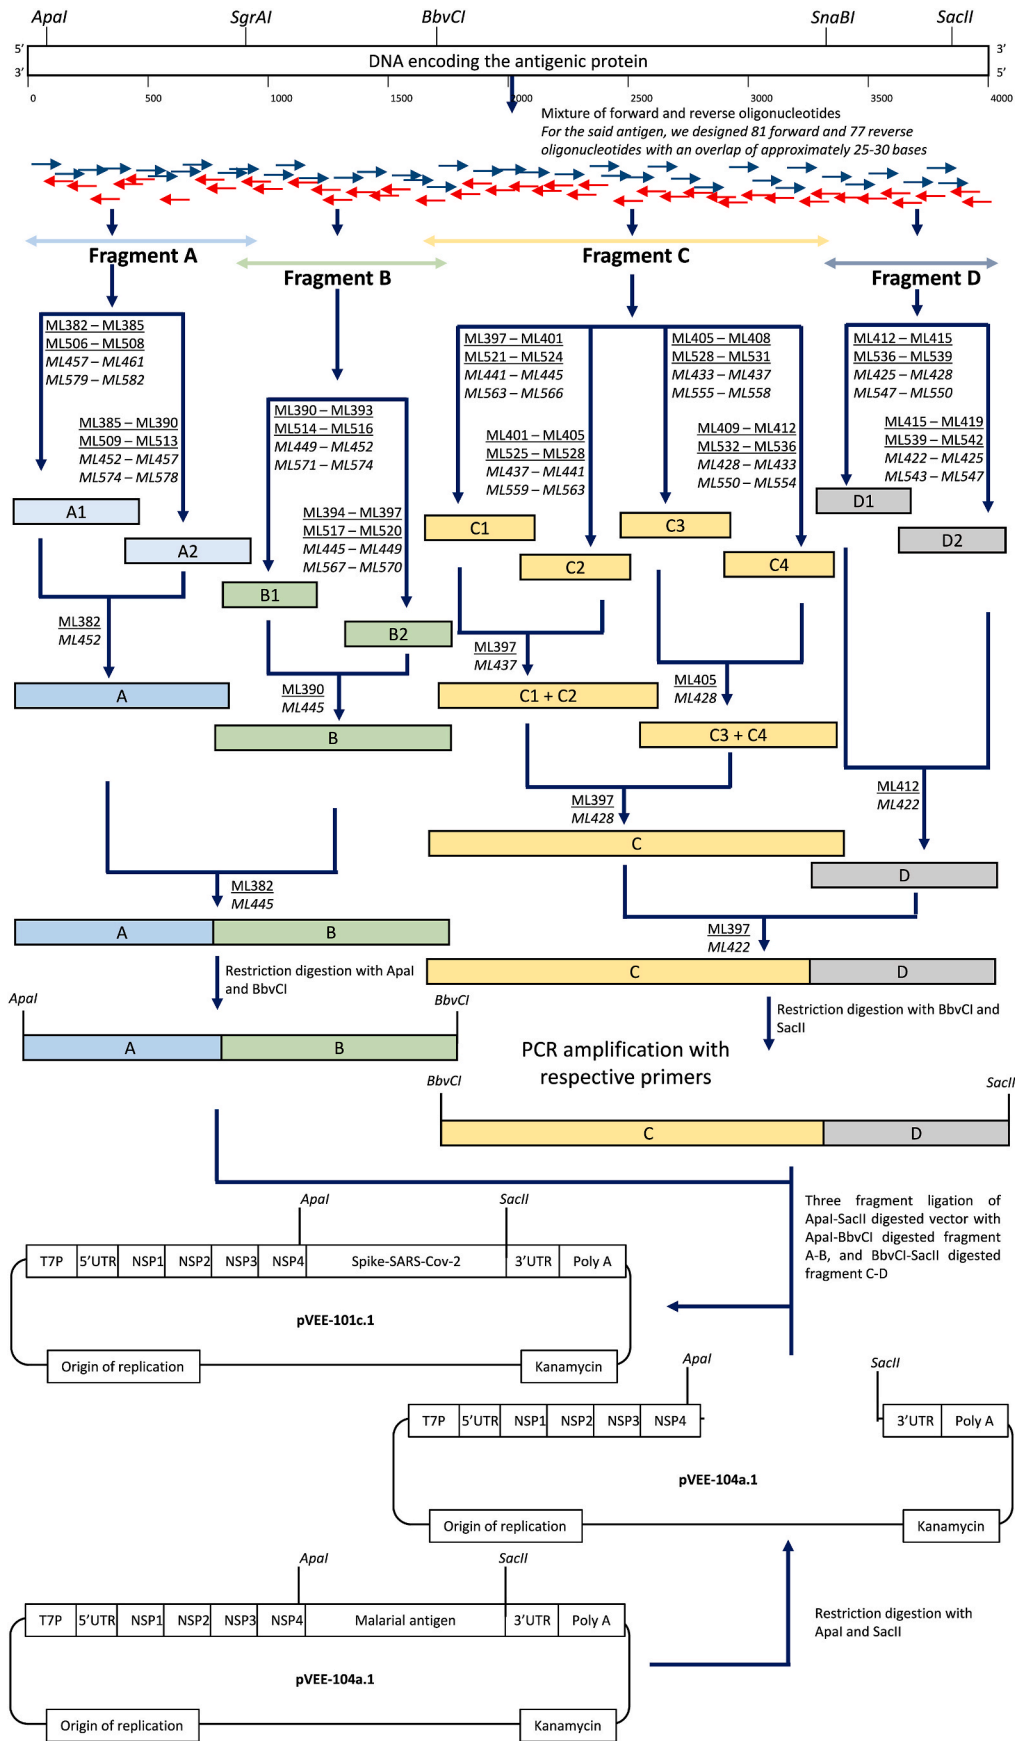 ApaI SgrAI BbvCI SnaBI SacII
5’ 3’
DNA encoding the antigenic protein
3’ 5’
0 500 1000 1500 2000 2500 3000 3500 4000
Mixture of forward and reverse oligonucleotides
For the said antigen, we designed 81 forward and 77 reverse
oligonucleotides with an overlap of approximately 25-30 bases
Fragment A
Fragment B
Fragment C
Fragment D
ML382 – ML385
ML506 – ML508
ML457 – ML461
ML579 – ML582
ML385 – ML390
ML509 – ML513
ML452 – ML457
ML574 – ML578
A1
A2
ML382
ML452
A
ML390 – ML393
ML514 – ML516
ML449 – ML452
ML571 – ML574
ML394 – ML397
ML517 – ML520
ML445 – ML449
ML567 – ML570
B1
B2
ML390
ML445
B
ML397 – ML401
ML521 – ML524
ML441 – ML445
ML563 – ML566
ML401 – ML405
ML525 – ML528
ML437 – ML441
ML559 – ML563
C1
C2
ML397
ML437
C1 + C2
ML405 – ML408
ML528 – ML531
ML433 – ML437
ML555 – ML558
ML409 – ML412
ML532 – ML536
ML428 – ML433
ML550 – ML554
C3
C4
ML405
ML428
C3 + C4
ML397
ML428
C
ML412 – ML415
ML536 – ML539
ML425 – ML428
ML547 – ML550
ML415 – ML419
ML539 – ML542
ML422 – ML425
ML543 – ML547
D1
D2
ML412
ML422
D
ML382
ML445
A B
ML397
ML422
C D
Restriction digestion with ApaI
and BbvCI
ApaI BbvCI
A B
Restriction digestion with BbvCI and
SacII
PCR amplification with
respective primers
BbvCI SacII
C D
Three fragment ligation of
ApaI-SacII digested vector with
ApaI-BbvCI digested fragment
A-B, and BbvCI-SacII digested
fragment C-D
ApaI SacII
T7P 5’UTR NSP1 NSP2 NSP3 NSP4 Spike-SARS-Cov-2 3’UTR Poly A
pVEE-101c.1
Origin of replication Kanamycin
ApaI SacII
T7P 5’UTR NSP1 NSP2 NSP3 NSP4 3’UTR Poly A
pVEE-104a.1
Origin of replication Kanamycin
ApaI SacII
T7P 5’UTR NSP1 NSP2 NSP3 NSP4 Malarial antigen 3’UTR Poly A
pVEE-104a.1
Origin of replication Kanamycin
Restriction digestion with
ApaI and SacII